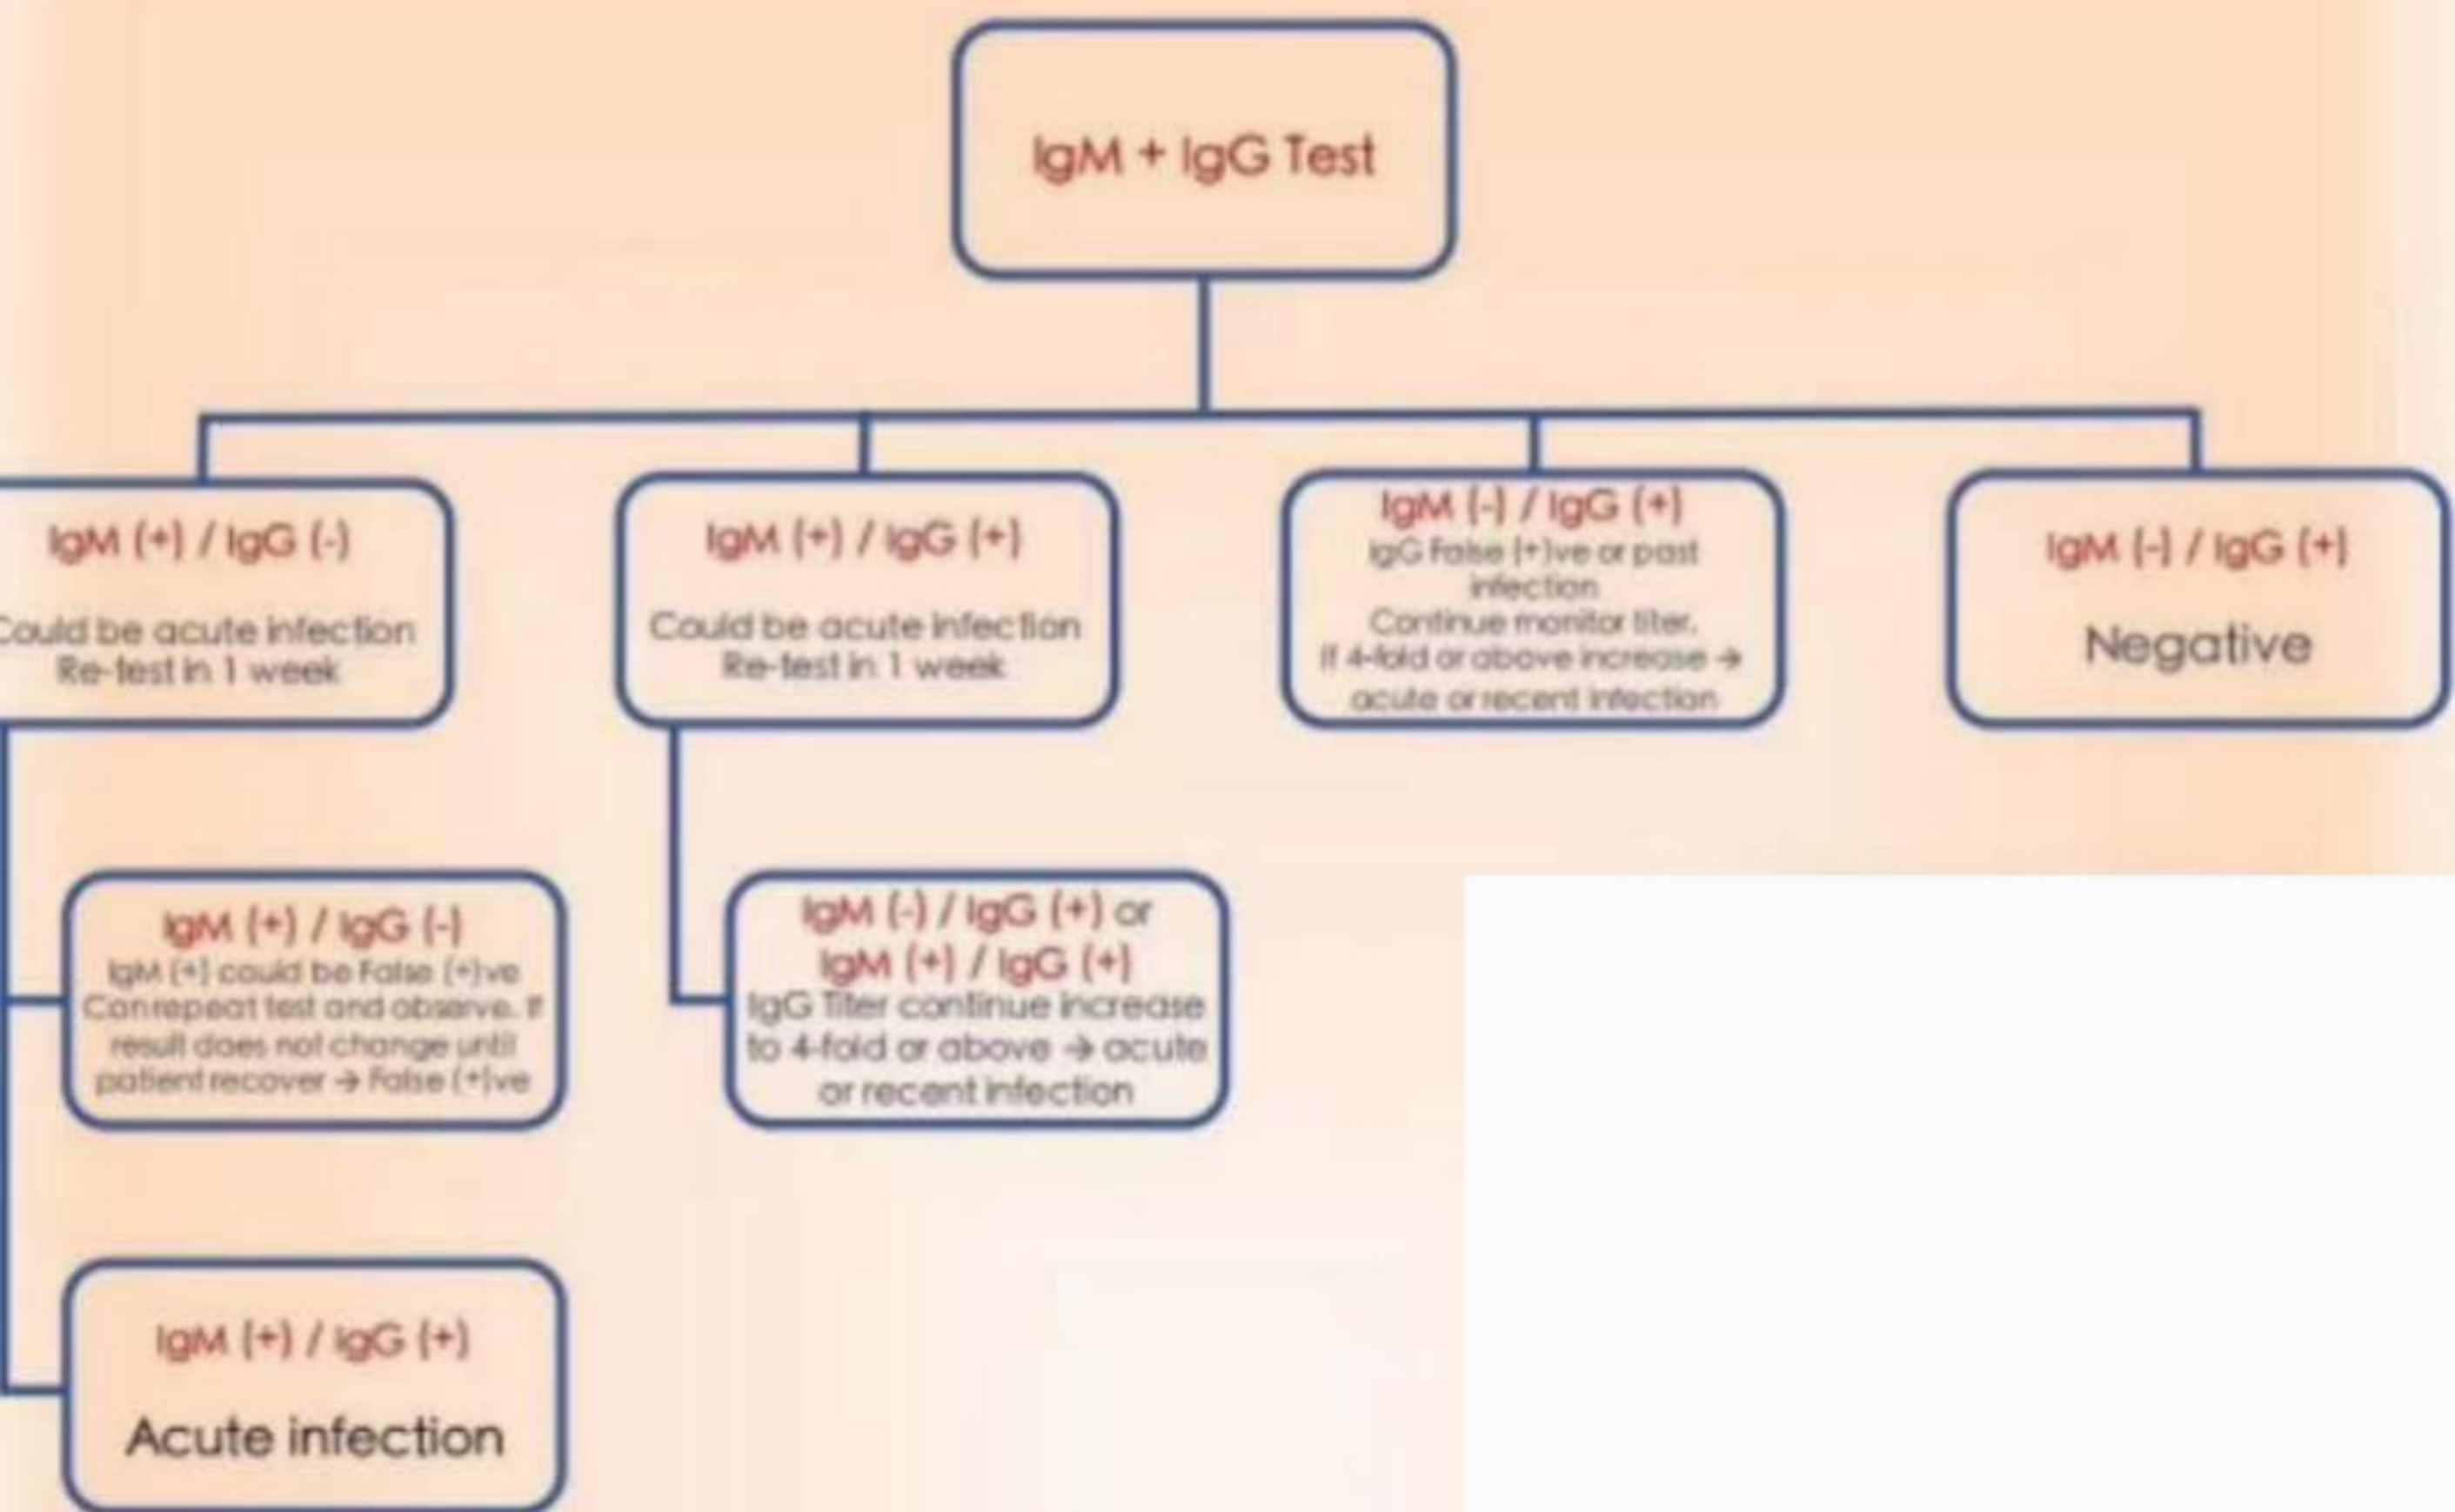 IgM + IgG Test
IgM (+) / IgG (-)
Could be acute infection
Re-test in 1 week
IgM (+) / IgG (+)
Could be acute infection
Re-test in 1 week
IgM (-) / IgG (+)
IgG False (+)ve or past
infection
Continue monitor titer.
If 4-fold or above increase →
acute or recent infection
IgM (-) / IgG (+)
Negative
IgM (+) / IgG (-)
IgM (+) could be False (+)ve
Can repeat test and observe. If
result does not change until
patient recover → False (+)ve
IgM (-) / IgG (+) or
IgM (+) / IgG (+)
IgG Titer continue increase
to 4-fold or above → acute
or recent infection
IgM (+) / IgG (+)
Acute infection